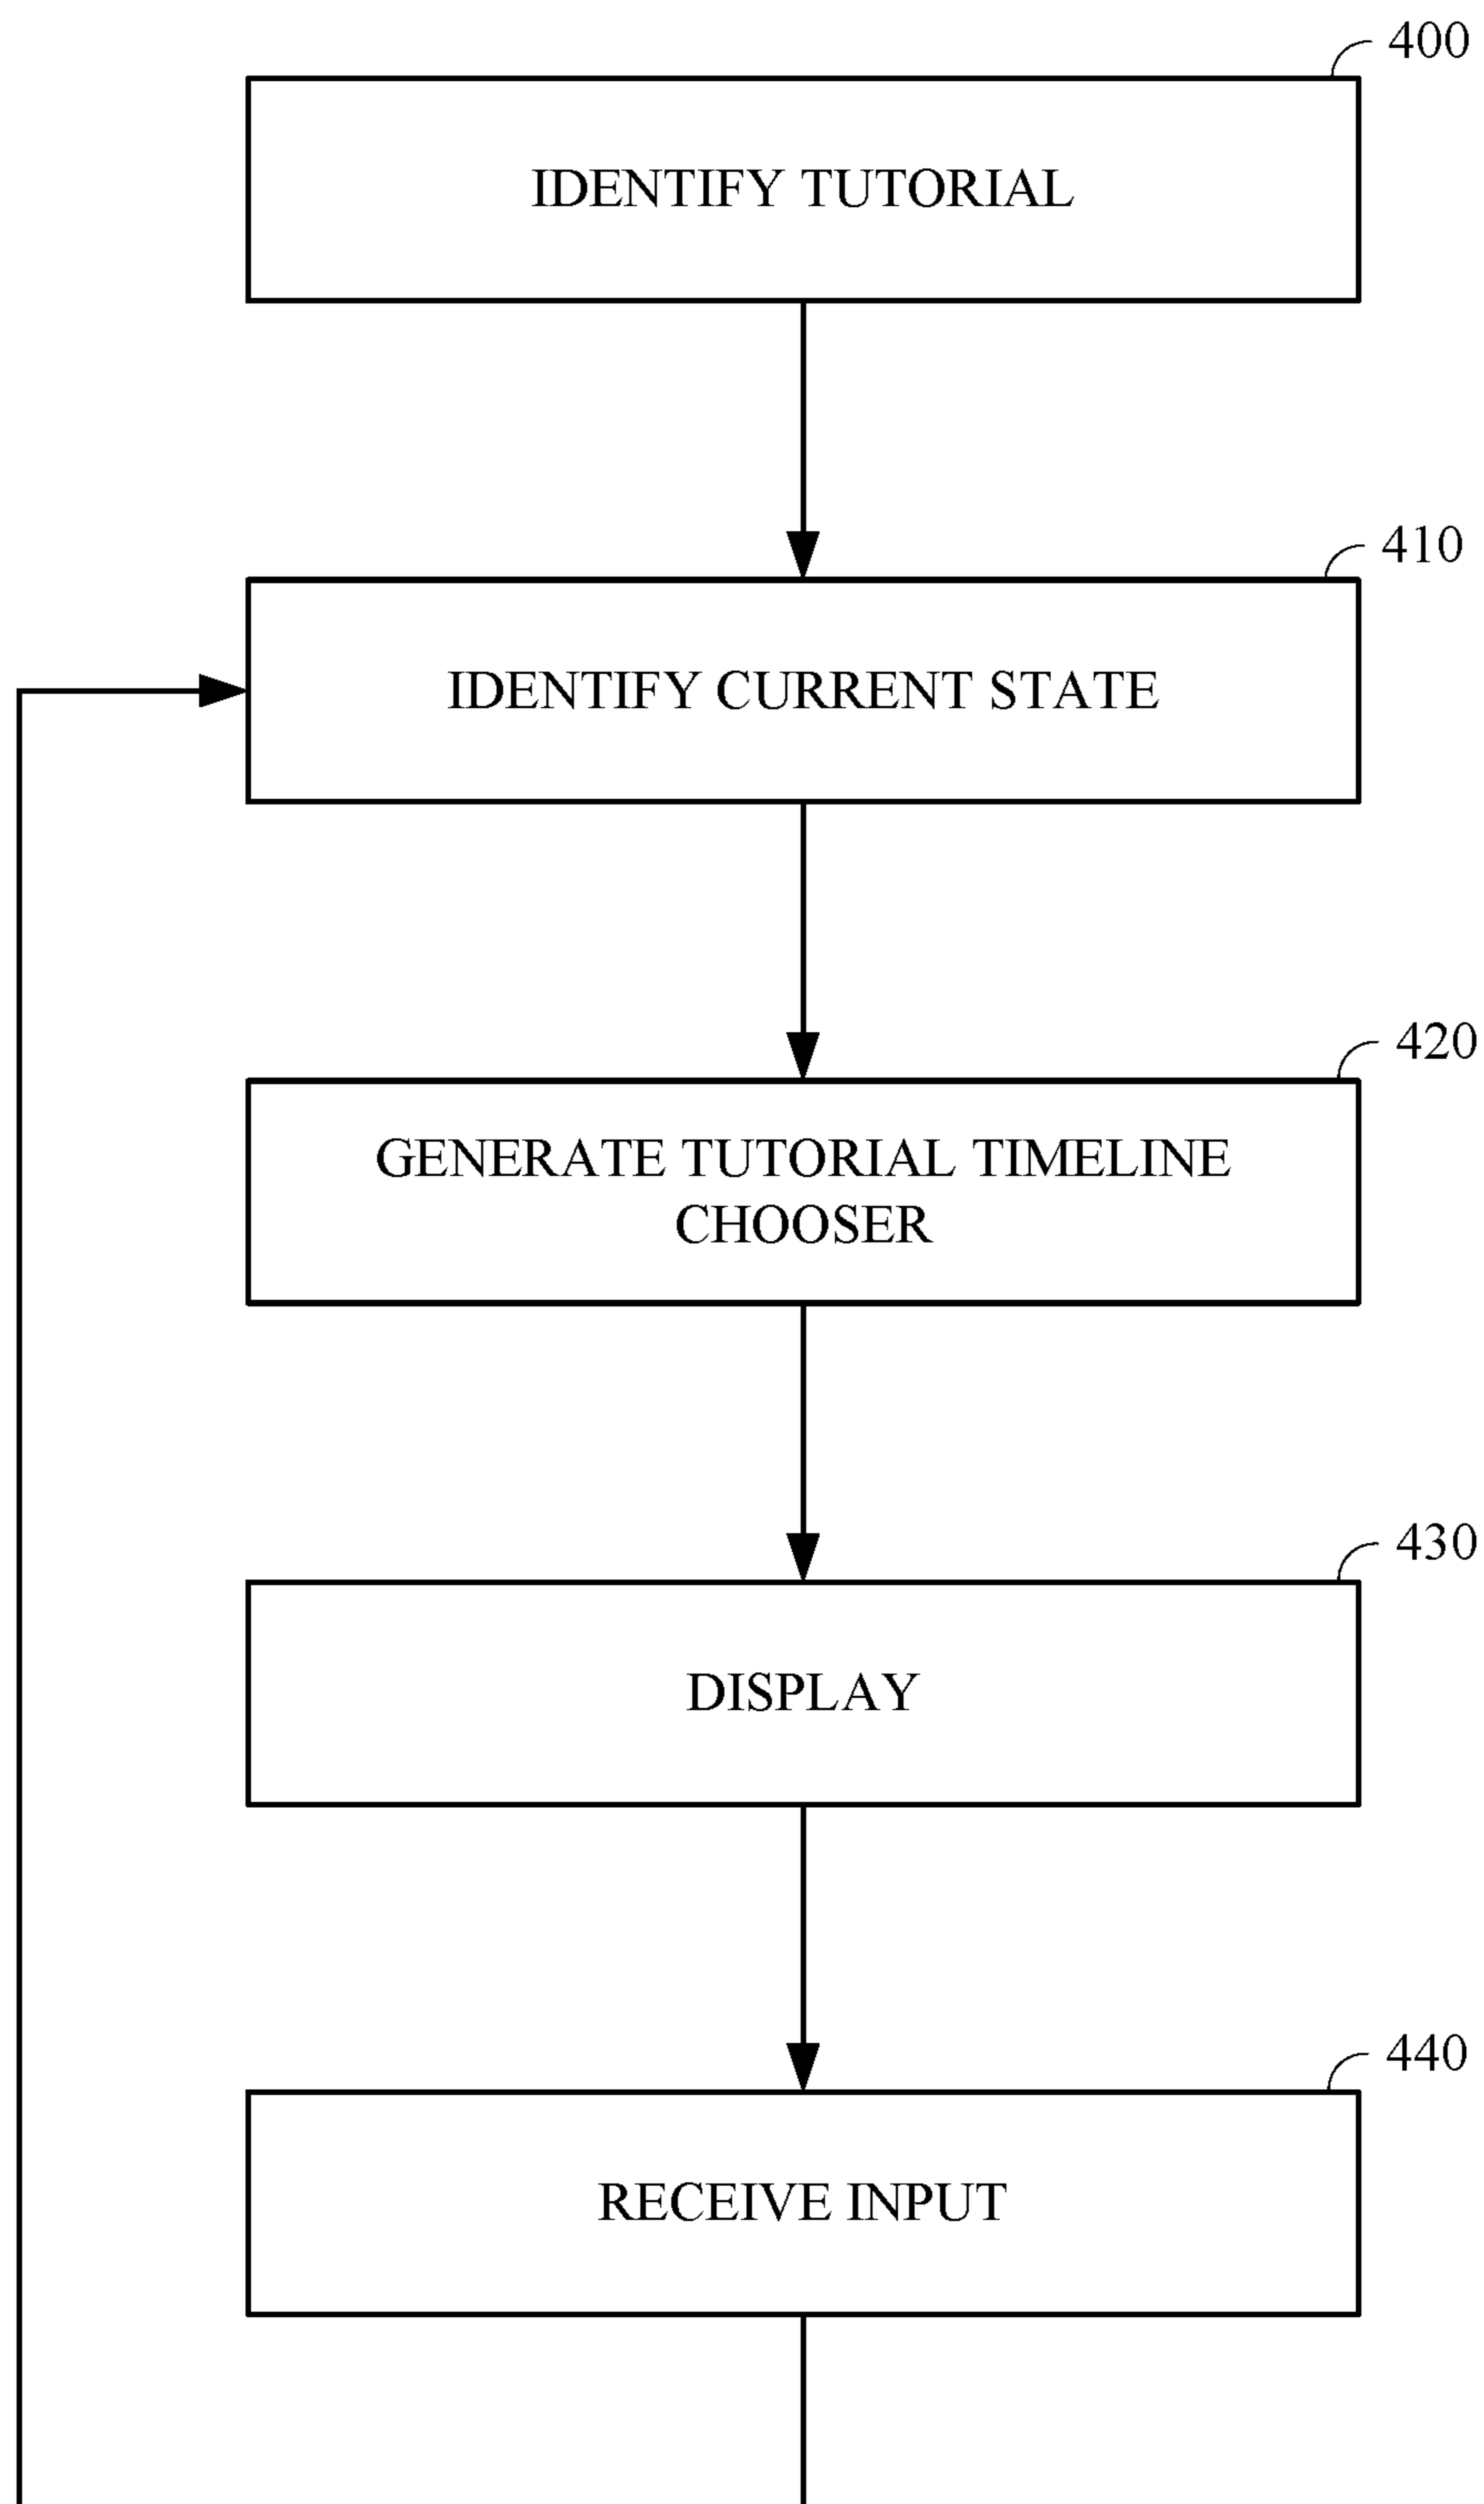 400
IDENTIFY TUTORIAL
410
IDENTIFY CURRENT STATE
420
GENERATE TUTORIAL TIMELINE
CHOOSER
430
DISPLAY
440
RECEIVE INPUT